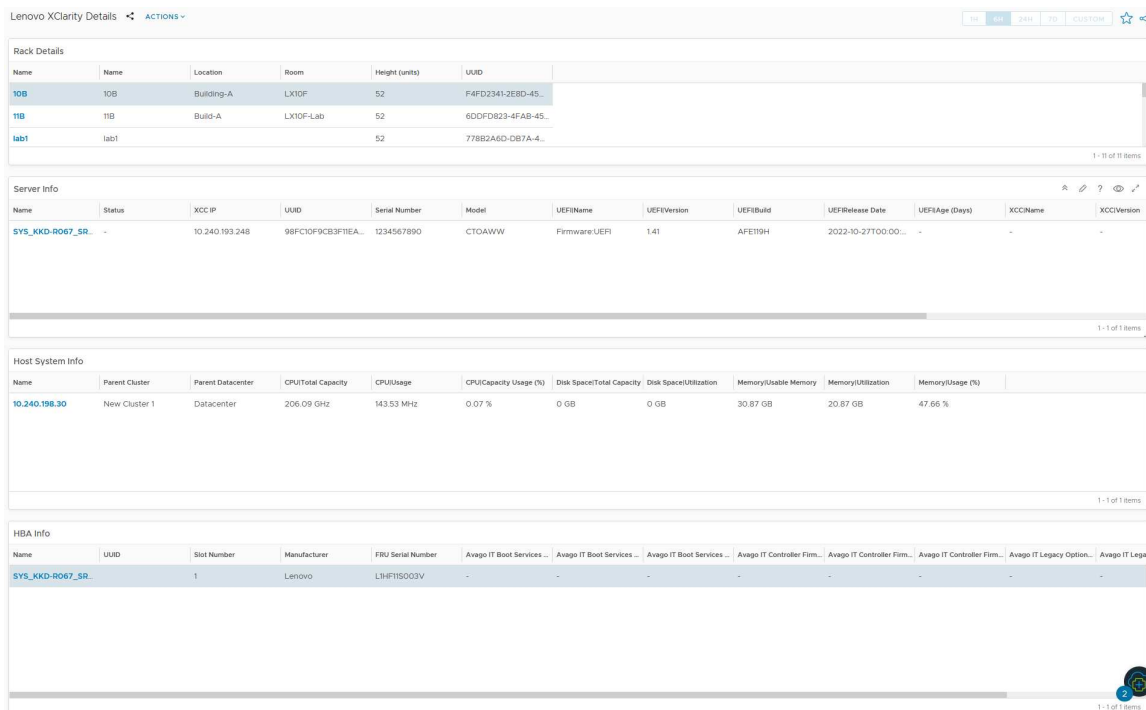 Lenovo XClarity Details ACTIONS 1H 6H 24H 7D CUSTOM
Rack Details
Name Name Location Room Height (units) UUID
10B 10B Building-A LX10F 52 F4FD2341-2E8D-45...
11B 11B Build-A LX10F-Lab 52 6DDFD823-4FAB-45...
lab1 lab1 52 778B2A6D-DB7A-4...
1 - 11 of 11 items
Server Info ?
Name Status XCC IP UUID Serial Number Model UEFI|Name UEFI|Version UEFI|Build UEFI|Release Date UEFI|Age (Days) XCC|Name XCC|Version
SYS_KKD-R067_SR... - 10.240.193.248 98FC10F9CB3F11EA... 1234567890 CTOAWW Firmware:UEFI 1.41 AFE119H 2022-10-27T00:00:... - - -
1 - 1 of 1 items
Host System Info
Name Parent Cluster Parent Datacenter CPU|Total Capacity CPU|Usage CPU|Capacity Usage (%) Disk Space|Total Capacity Disk Space|Utilization Memory|Usable Memory Memory|Utilization Memory|Usage (%)
10.240.198.30 New Cluster 1 Datacenter 206.09 GHz 143.53 MHz 0.07 % 0 GB 0 GB 30.87 GB 20.87 GB 47.66 %
1 - 1 of 1 items
HBA Info
Name UUID Slot Number Manufacturer FRU Serial Number Avago IT Boot Services ... Avago IT Boot Services ... Avago IT Boot Services ... Avago IT Controller Firm... Avago IT Controller Firm... Avago IT Controller Firm... Avago IT Legacy Option... Avago IT Lega
SYS_KKD-R067_SR... 1 Lenovo L1HF11S003V - - - - - - - -
2
1 - 1 of 1 items